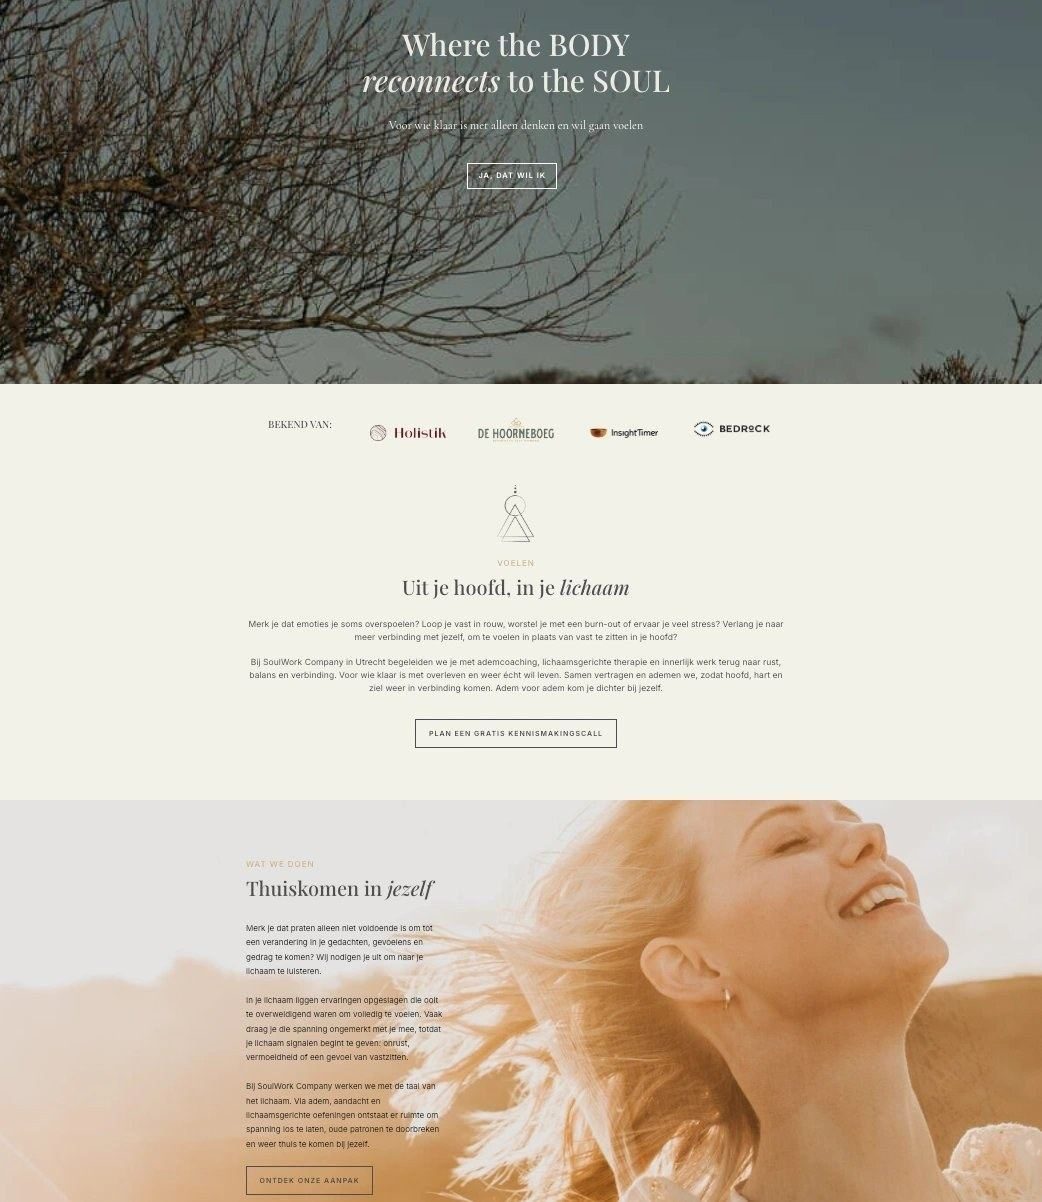 Where the BODY
reconnects to the SOUL
Voor wie klaar is met alleen denken en wil gaan voelen
JA, DAT WIL IK
BEKEND VAN:
Holistik
DE HOORNEBOEG
InsightTimer
BEDROCK
VOELEN
Uit je hoofd, in je lichaam
Merk je dat emoties je soms overspoelen? Loop je vast in rouw, worstel je met een burn-out of ervaar je veel stress? Verlang je naar
meer verbinding met jezelf, om te voelen in plaats van vast te zitten in je hoofd?
Bij SoulWork Company in Utrecht begeleiden we je met ademcoaching, lichaamsgerichte therapie en innerlijk werk terug naar rust,
balans en verbinding. Voor wie klaar is met overleven en weer écht wil leven. Samen vertragen en ademen we, zodat hoofd, hart en
ziel weer in verbinding komen. Adem voor adem kom je dichter bij jezelf.
PLAN EEN GRATIS KENNISMAKINGSCALL
WAT WE DOEN
Thuiskomen in jezelf
Merk je dat praten alleen niet voldoende is om tot
een verandering in je gedachten, gevoelens en
gedrag te komen? Wij nodigen je uit om naar je
lichaam te luisteren.
In je lichaam liggen ervaringen opgeslagen die ooit
te overweldigend waren om volledig te voelen. Vaak
draag je die spanning ongemerkt met je mee, totdat
je lichaam signalen begint te geven: onrust,
vermoeidheid of een gevoel van vastzitten.
Bij SoulWork Company werken we met de taal van
het lichaam. Via adem, aandacht en
lichaamsgerichte oefeningen ontstaat er ruimte om
spanning los te laten, oude patronen te doorbreken
en weer thuis te komen bij jezelf.
ONTDEK ONZE AANPAK